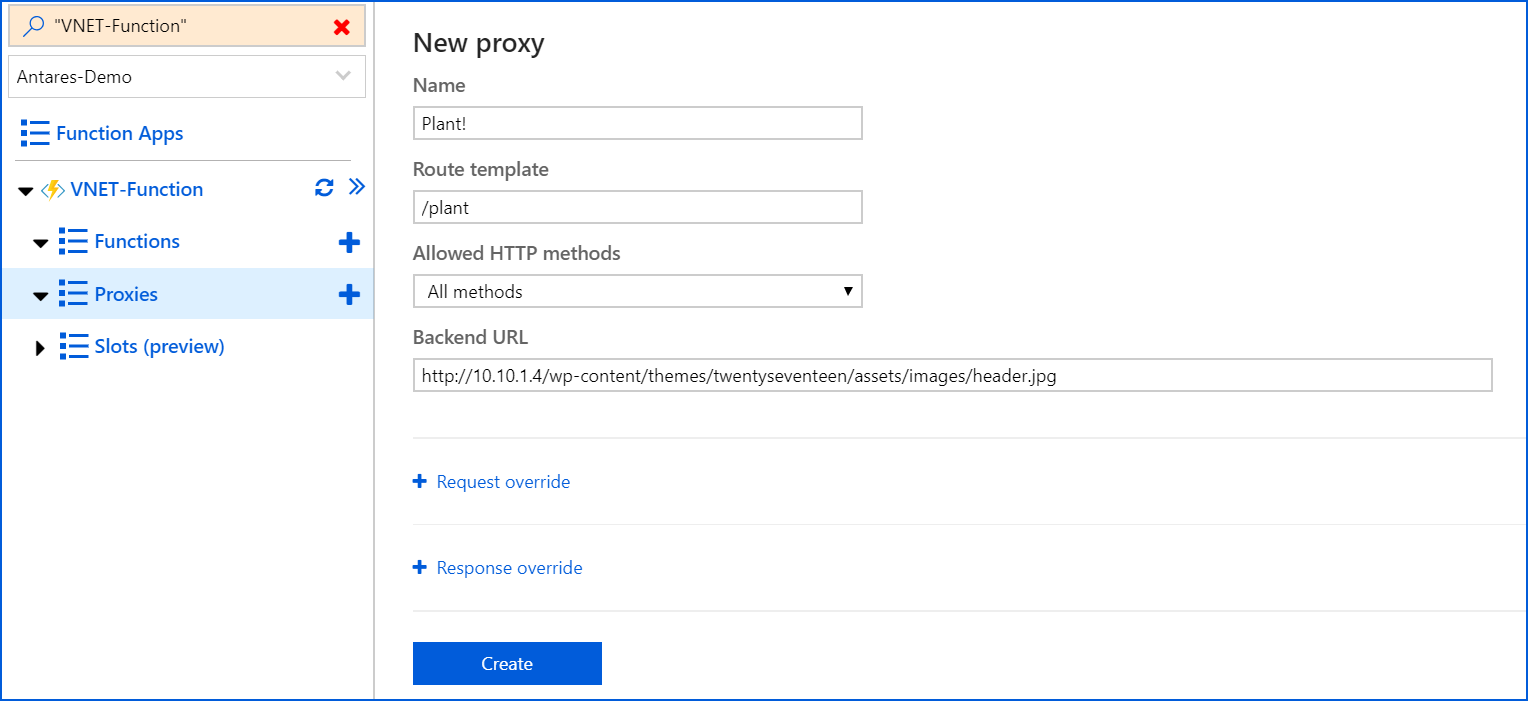 "VNET-Function"
Antares-Demo
Function Apps
VNET-Function
Functions
Proxies
Slots (preview)
New proxy
Name
Plant!
Route template
/plant
Allowed HTTP methods
All methods
Backend URL
http://10.10.1.4/wp-content/themes/twentyseventeen/assets/images/header.jpg
Request override
Response override
Create